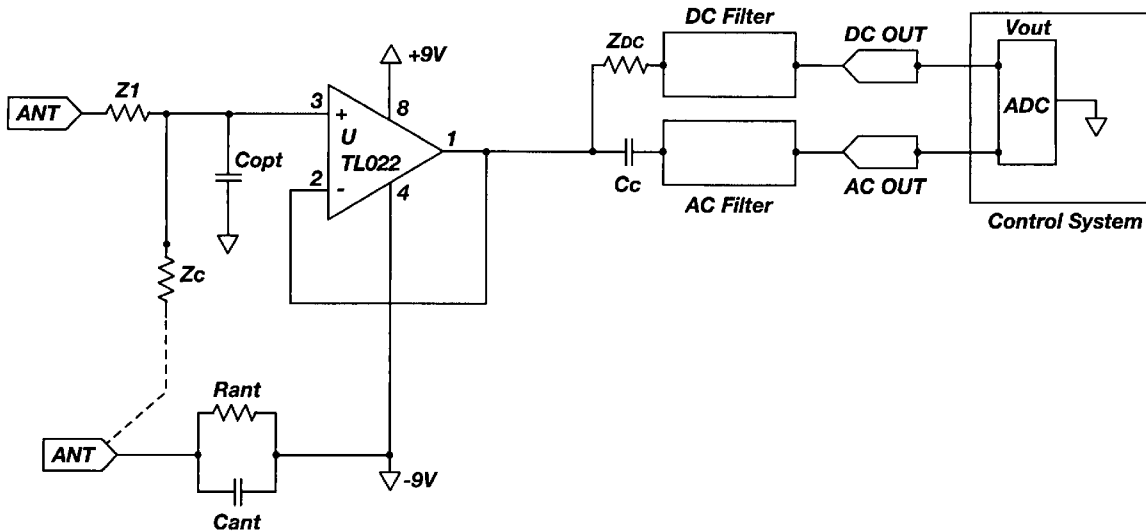 DC Filter
DC OUT
Vout
+9V
ZDC
Z1
ANT
3
8
+
U
1
ADC
TL022
Copt
2
-
4
Cc
AC Filter
AC OUT
Control System
Zc
Rant
ANT
-9V
Cant